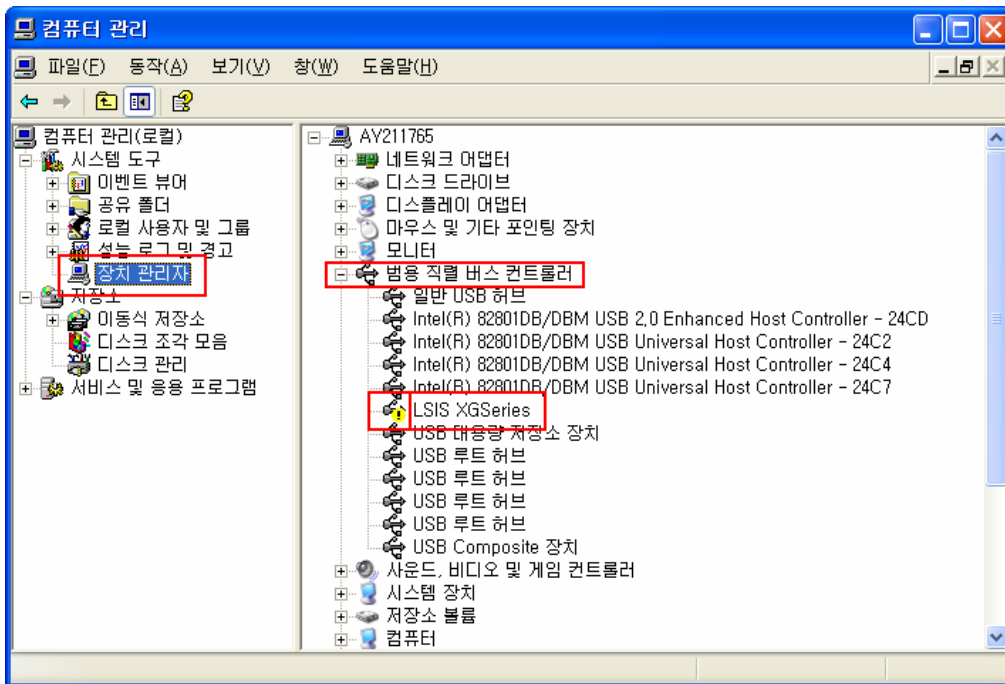 컴퓨터 관리
파일(F) 동작(A) 보기(V) 창(W) 도움말(H)
컴퓨터 관리(로컬)
시스템 도구
이벤트 뷰어
공유 폴더
로컬 사용자 및 그룹
성능 로그 및 경고
장치 관리자
저장소
이동식 저장소
디스크 조각 모음
디스크 관리
서비스 및 응용 프로그램
AY211765
네트워크 어댑터
디스크 드라이브
디스플레이 어댑터
마우스 및 기타 포인팅 장치
모니터
범용 직렬 버스 컨트롤러
일반 USB 허브
Intel(R) 82801DB/DBM USB 2.0 Enhanced Host Controller - 24CD
Intel(R) 82801DB/DBM USB Universal Host Controller - 24C2
Intel(R) 82801DB/DBM USB Universal Host Controller - 24C4
Intel(R) 82801DB/DBM USB Universal Host Controller - 24C7
LSIS XGSeries
USB 대용량 저장소 장치
USB 루트 허브
USB 루트 허브
USB 루트 허브
USB 루트 허브
USB Composite 장치
사운드, 비디오 및 게임 컨트롤러
시스템 장치
저장소 볼륨
컴퓨터